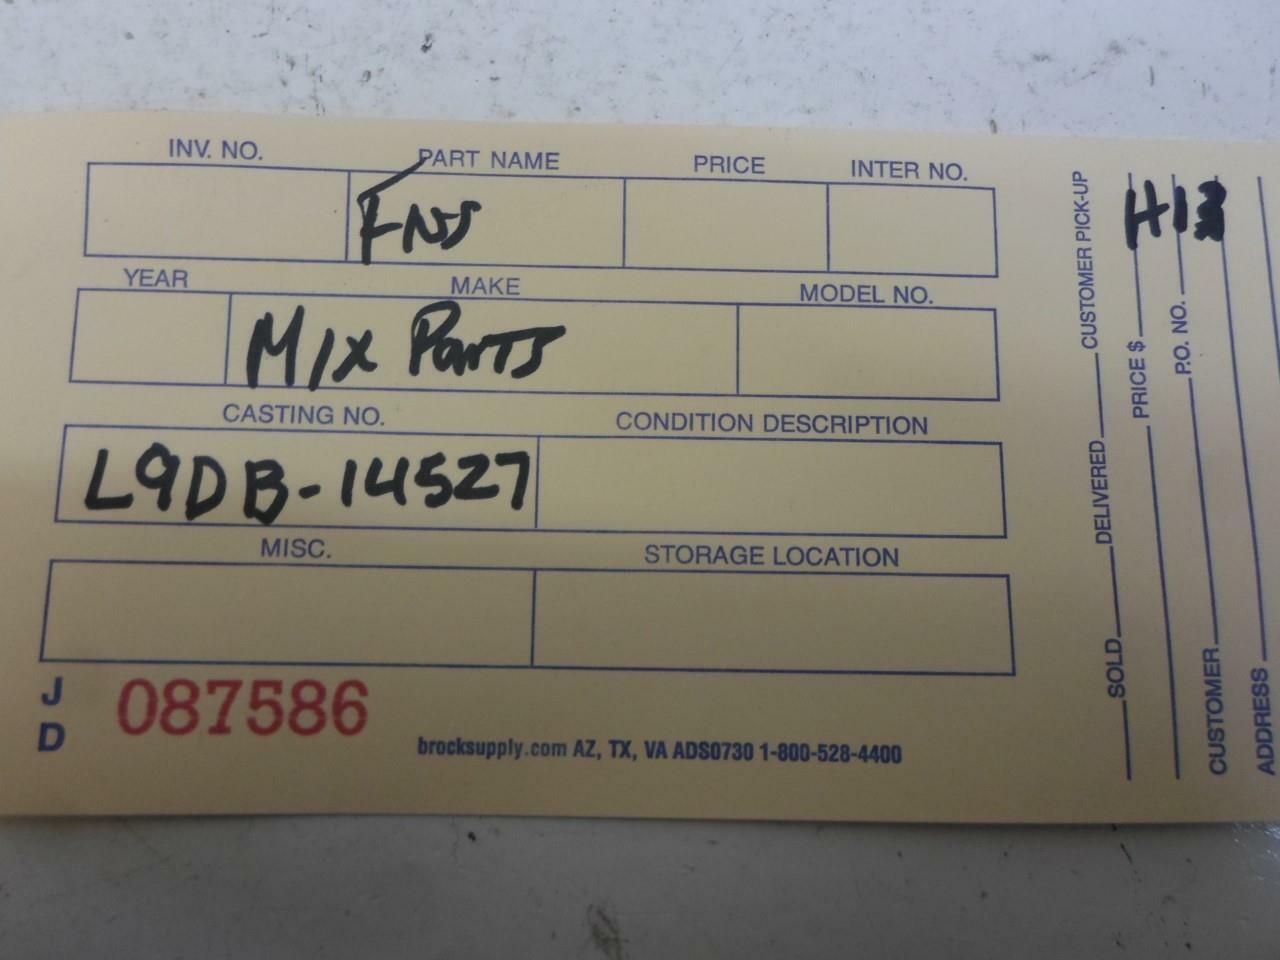 INV. NO. PART NAME PRICE INTER NO.
FNSJ
YEAR MAKE MODEL NO.
MIX PARTS
CASTING NO. CONDITION DESCRIPTION
L9DB-14527
MISC. STORAGE LOCATION
J
D
087586
brocksupply.com AZ, TX, VA ADS0730 1-800-528-4400
SOLD DELIVERED CUSTOMER PICK-UP
PRICE $
H1
P.O. NO.
CUSTOMER
ADDRESS